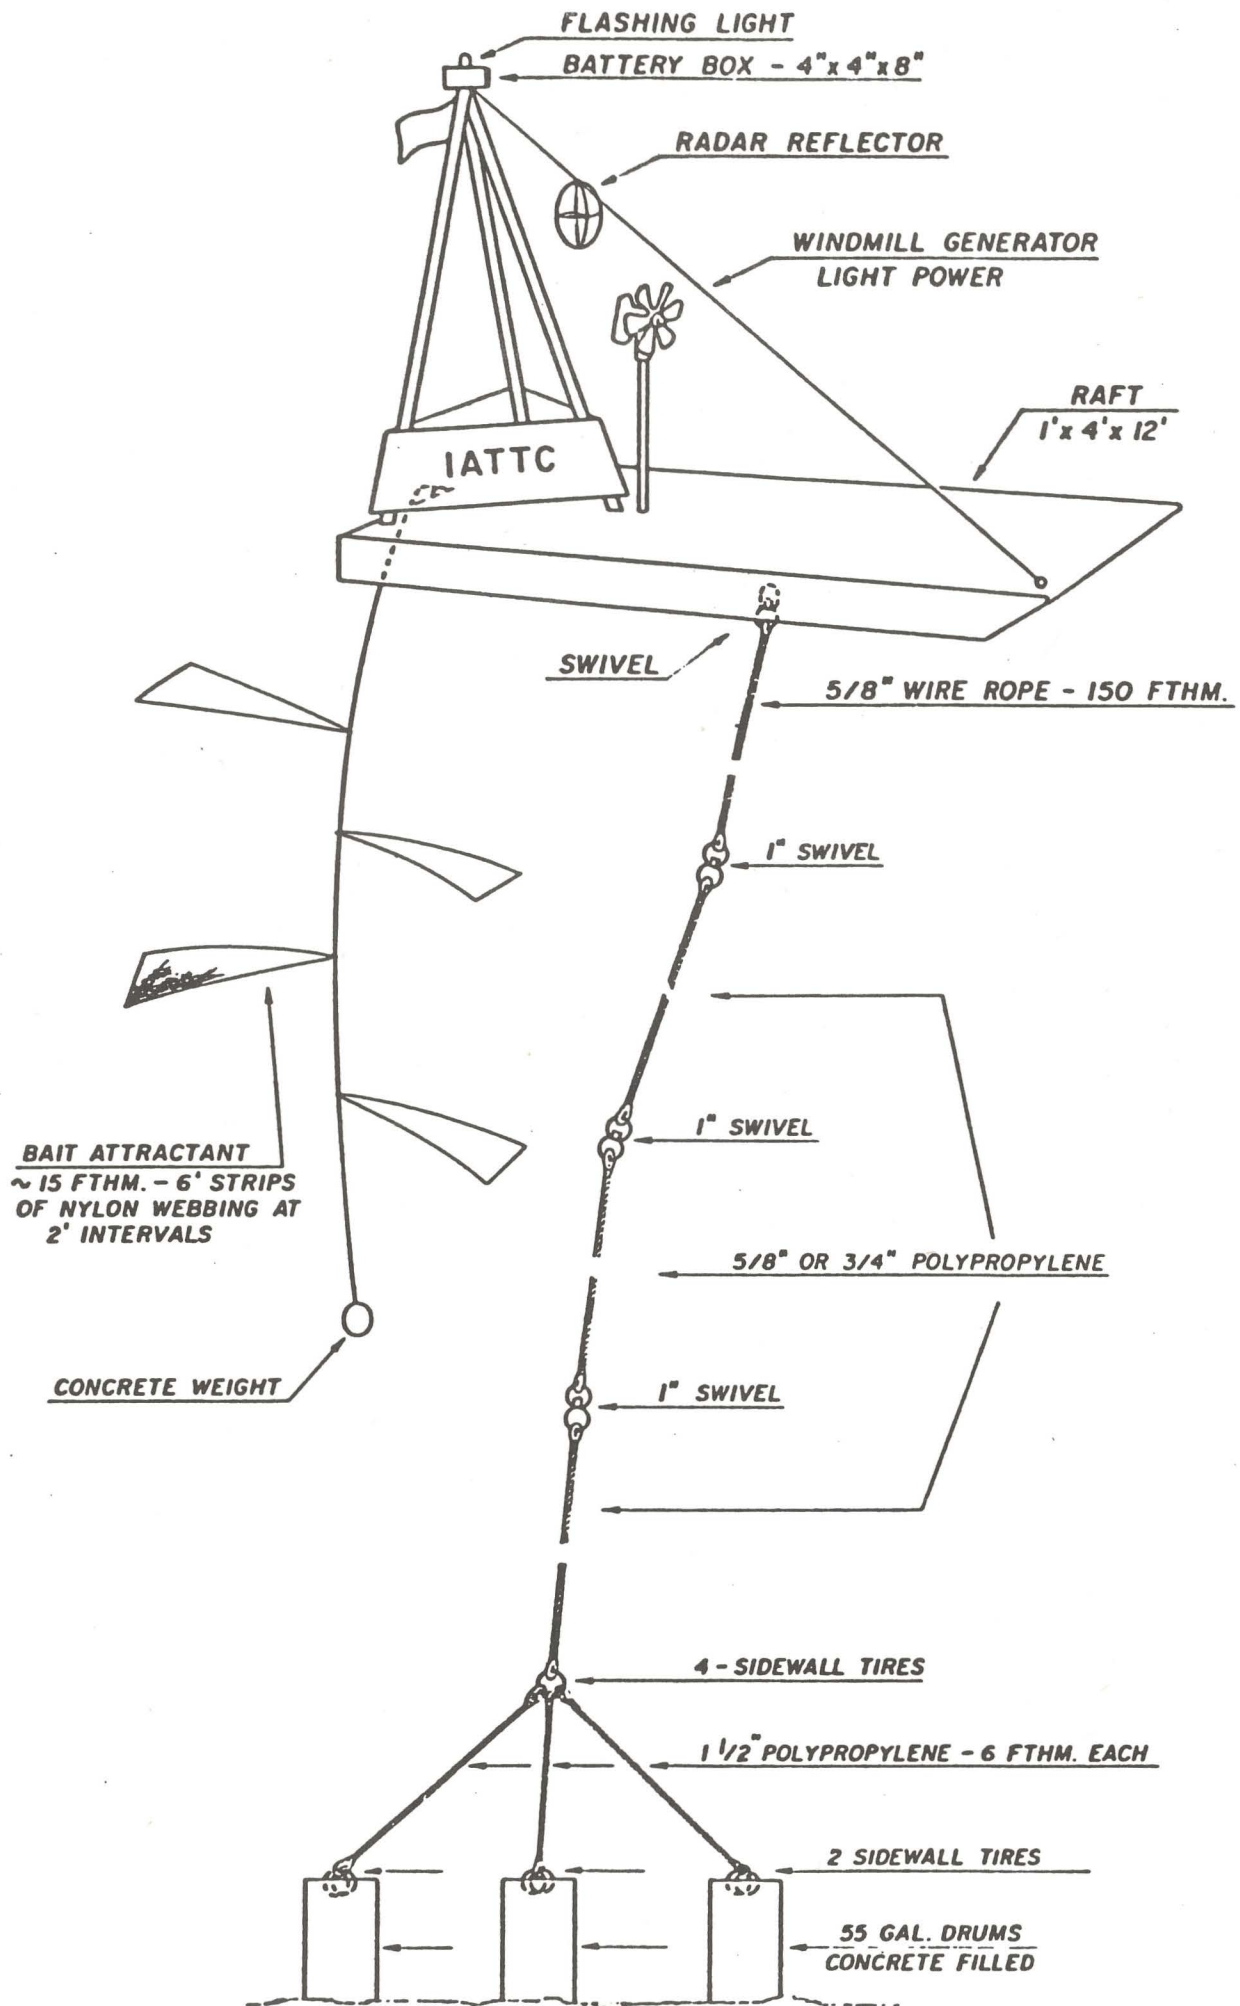 FLASHING LIGHT
BATTERY BOX - 4"x 4"x 8"
RADAR REFLECTOR
WINDMILL GENERATOR
LIGHT POWER
RAFT
1'x 4'x 12'
IATTC
SWIVEL
5/8" WIRE ROPE - 150 FTHM.
1" SWIVEL
1" SWIVEL
BAIT ATTRACTANT
~ 15 FTHM. - 6' STRIPS
OF NYLON WEBBING AT
2' INTERVALS
5/8" OR 3/4" POLYPROPYLENE
CONCRETE WEIGHT
1" SWIVEL
4 - SIDEWALL TIRES
1 1/2" POLYPROPYLENE - 6 FTHM. EACH
2 SIDEWALL TIRES
55 GAL. DRUMS
CONCRETE FILLED